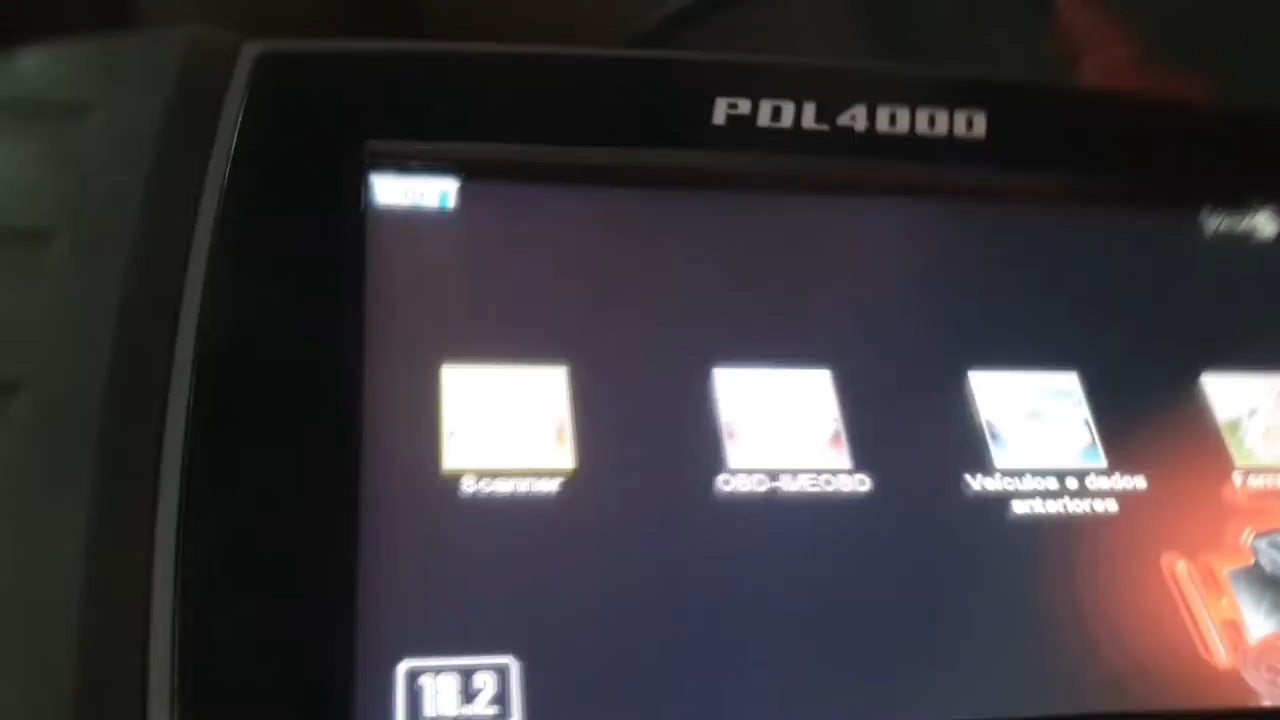 PDL4000
Scanner
OBD-II/EOBD
Veículos e dados
anteriores
18.2